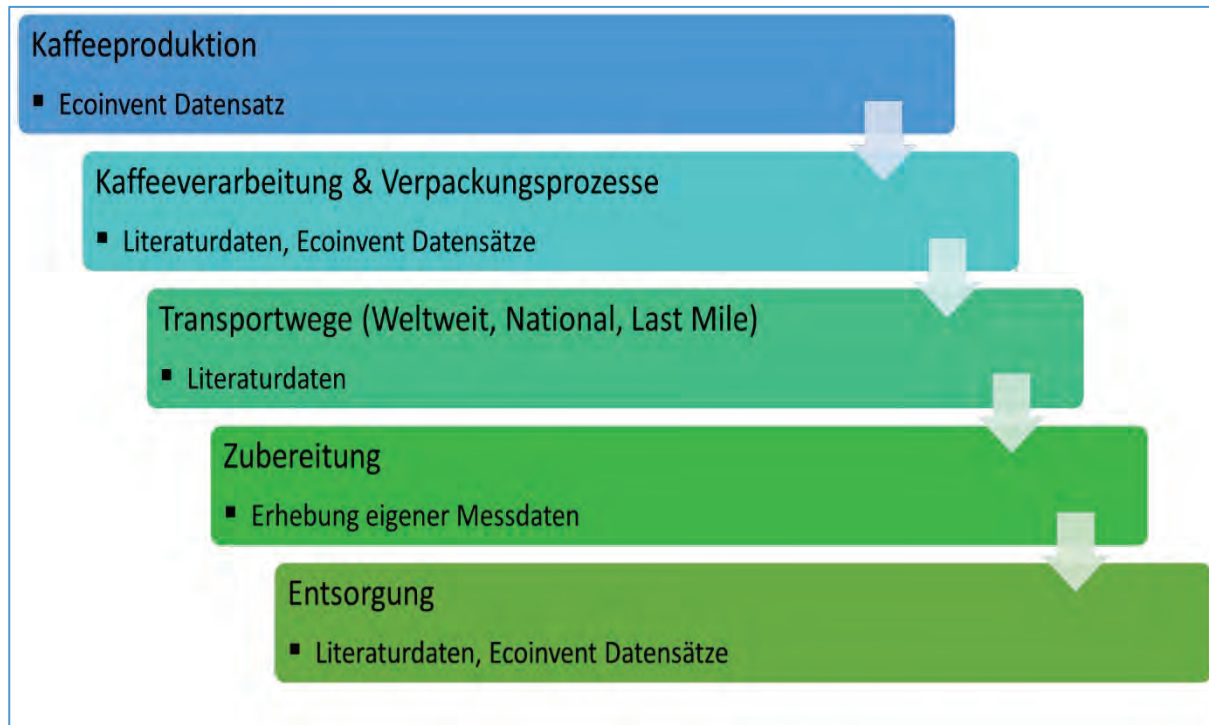 Kaffeeproduktion
▪ Ecoinvent Datensatz
Kaffeeverarbeitung & Verpackungsprozesse
▪ Literaturdaten, Ecoinvent Datensätze
Transportwege (Weltweit, National, Last Mile)
▪ Literaturdaten
Zubereitung
▪ Erhebung eigener Messdaten
Entsorgung
▪ Literaturdaten, Ecoinvent Datensätze